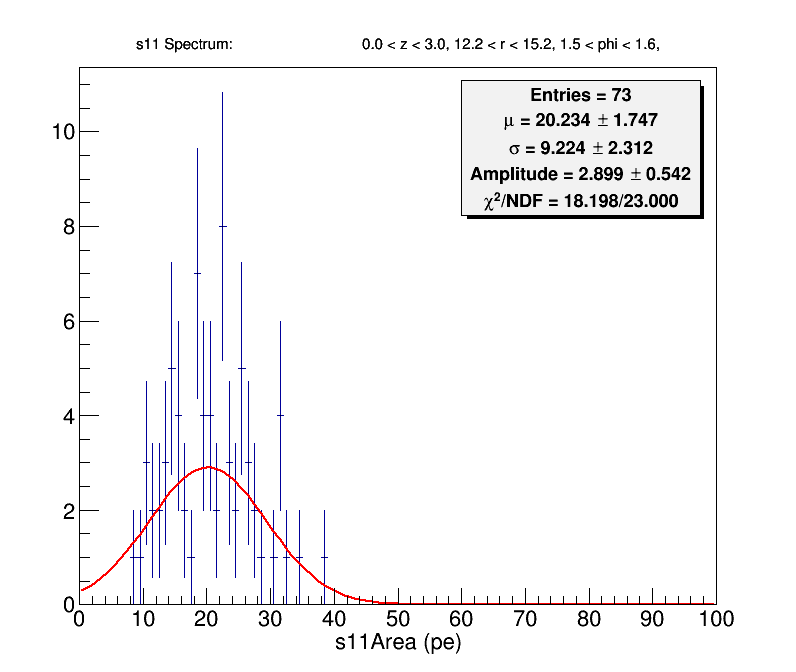 s11 Spectrum: 0.0 < z < 3.0, 12.2 < r < 15.2, 1.5 < phi < 1.6,
Entries = 73
μ = 20.234 ± 1.747
σ = 9.224 ± 2.312
Amplitude = 2.899 ± 0.542
χ²/NDF = 18.198/23.000
10
8
6
4
2
0
0 10 20 30 40 50 60 70 80 90 100
s11Area (pe)